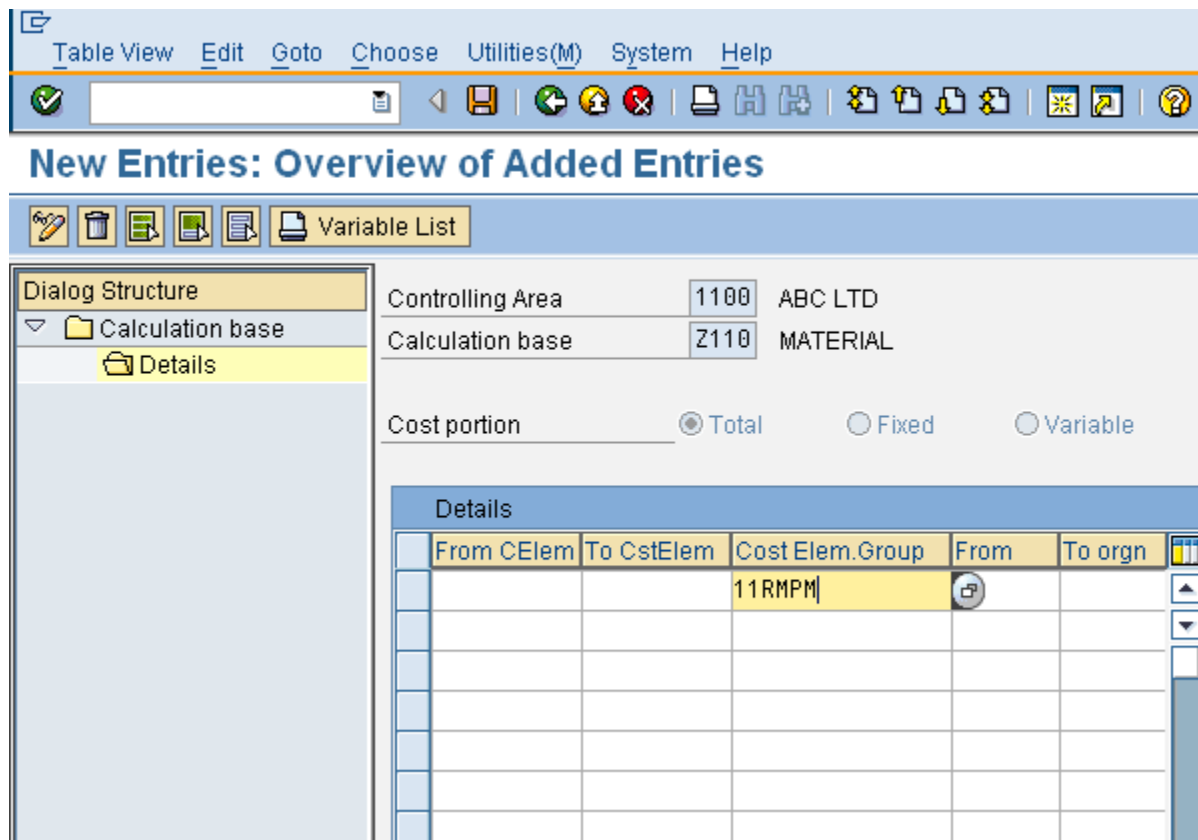 Table View Edit Goto Choose Utilities(M) System Help
New Entries: Overview of Added Entries
Variable List
Dialog Structure
Calculation base
Details
Controlling Area 1100 ABC LTD
Calculation base Z110 MATERIAL
Cost portion Total Fixed Variable
Details
From CElem To CstElem Cost Elem.Group From To orgn
11RMPM